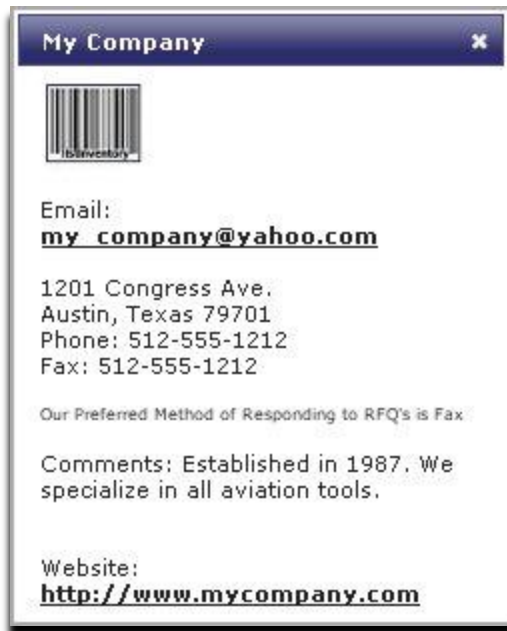 My Company
Email:
my_company@yahoo.com
1201 Congress Ave.
Austin, Texas 79701
Phone: 512-555-1212
Fax: 512-555-1212
Our Preferred Method of Responding to RFQ's is Fax
Comments: Established in 1987. We
specialize in all aviation tools.
Website:
http://www.mycompany.com